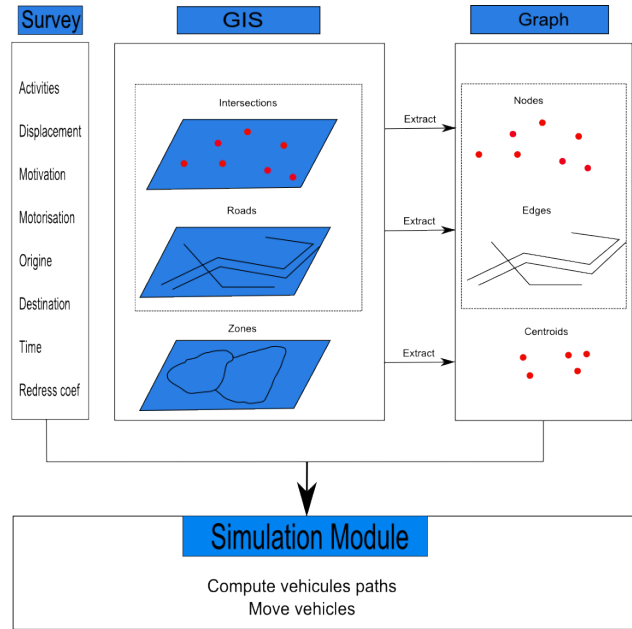 Survey
GIS
Graph
Activities
Displacement
Motivation
Motorisation
Origine
Destination
Time
Redress coef
Intersections
Extract
Nodes
Roads
Extract
Edges
Zones
Extract
Centroids
Simulation Module
Compute vehicules paths
Move vehicles